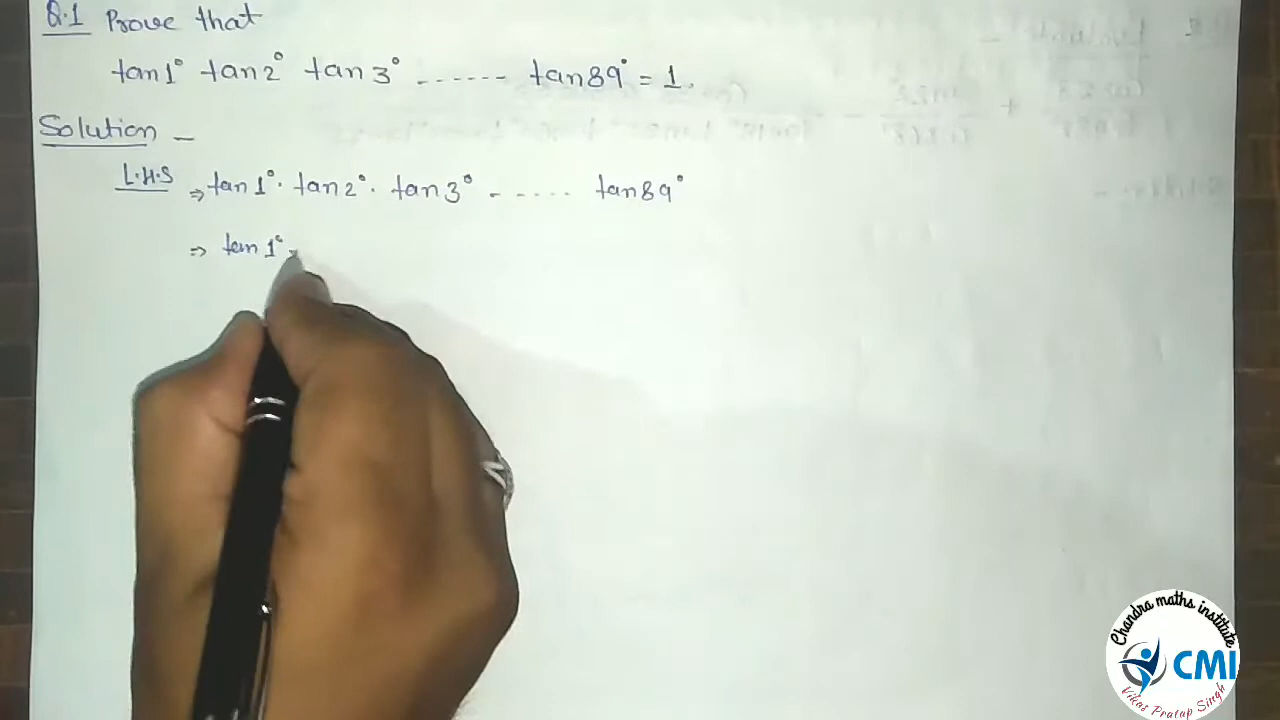 Q.1 Prove that
tan1° tan2° tan3° ------ tan89° = 1.
Solution -
L.H.S ⇒ tan1°. tan2°. tan3° ------ tan89°
⇒ tan1°
Chandra maths institute
CMI
Vikas Pratap Singh